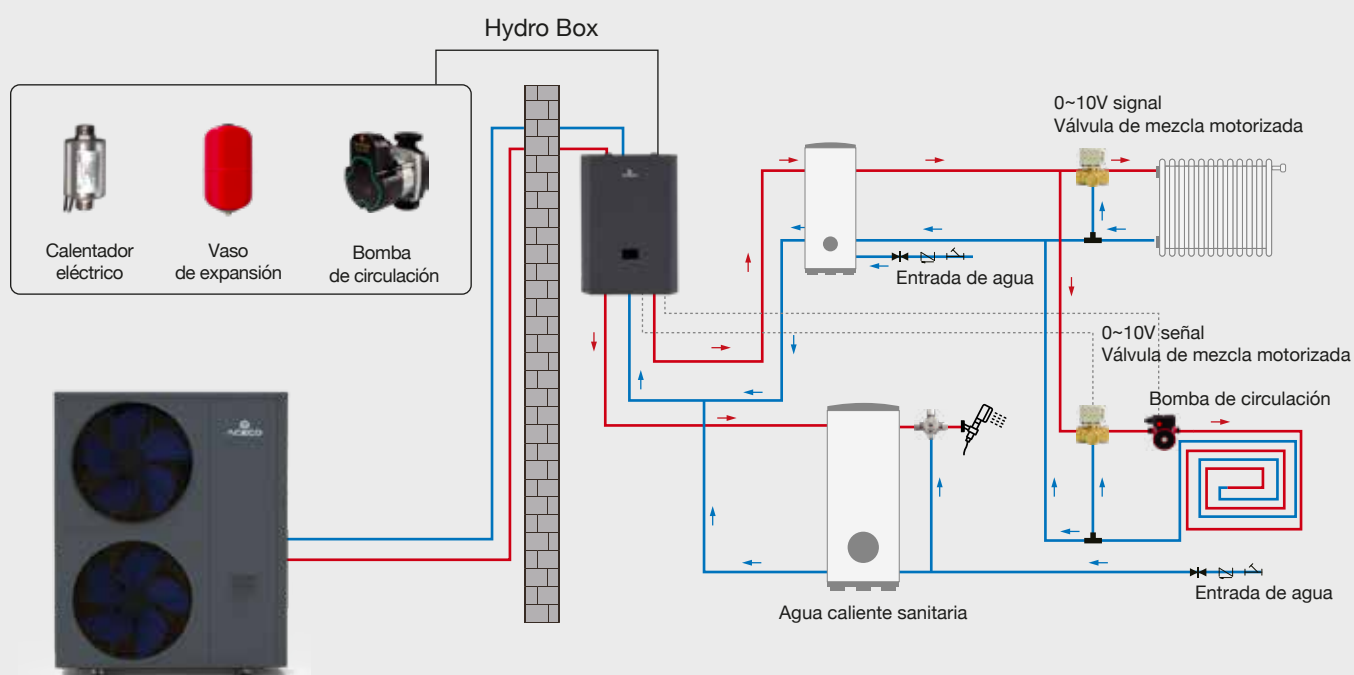 Hydro Box
Calentador
eléctrico
Vaso
de expansión
Bomba
de circulación
0~10V signal
Válvula de mezcla motorizada
Entrada de agua
0~10V señal
Válvula de mezcla motorizada
Bomba de circulación
Agua caliente sanitaria
Entrada de agua